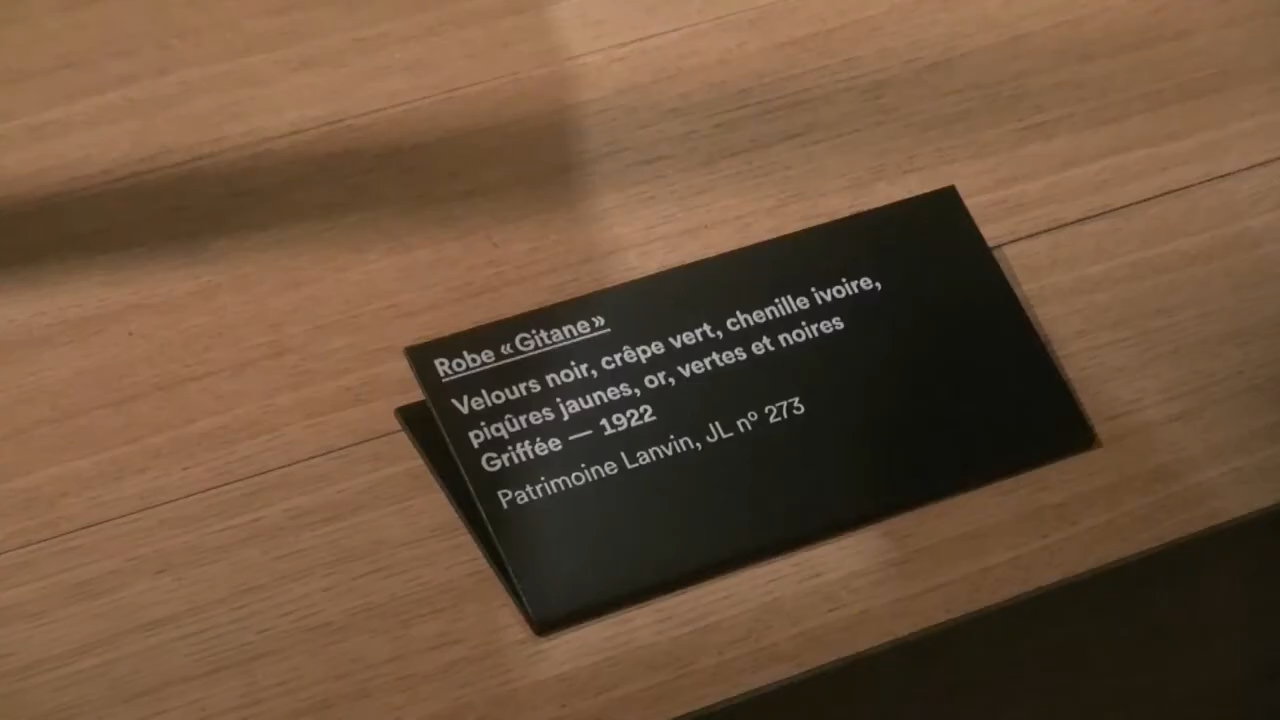 Robe «Gitane»
Velours noir, crêpe vert, chenille ivoire,
piqûres jaunes, or, vertes et noires
Griffée — 1922
Patrimoine Lanvin, JL nº 273